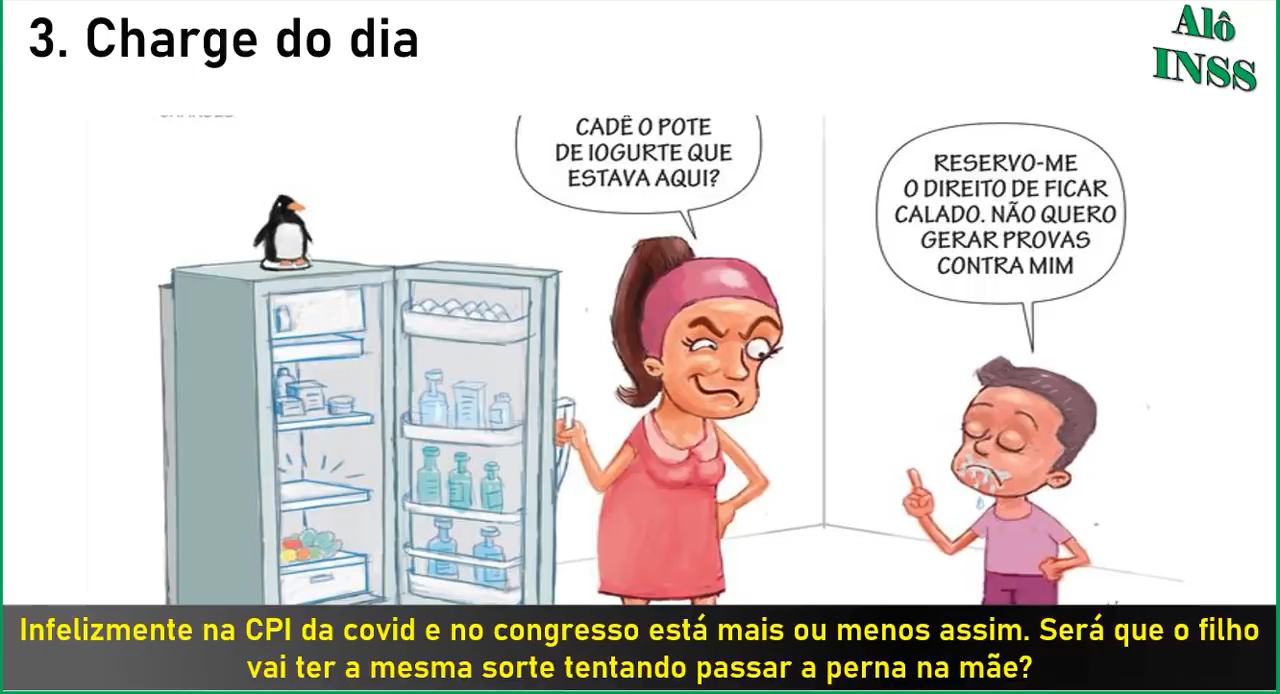 3. Charge do dia
Alô
INSS
CADÊ O POTE
DE IOGURTE QUE
ESTAVA AQUI?
RESERVO-ME
O DIREITO DE FICAR
CALADO. NÃO QUERO
GERAR PROVAS
CONTRA MIM
Infelizmente na CPI da covid e no congresso está mais ou menos assim. Será que o filho
vai ter a mesma sorte tentando passar a perna na mãe?